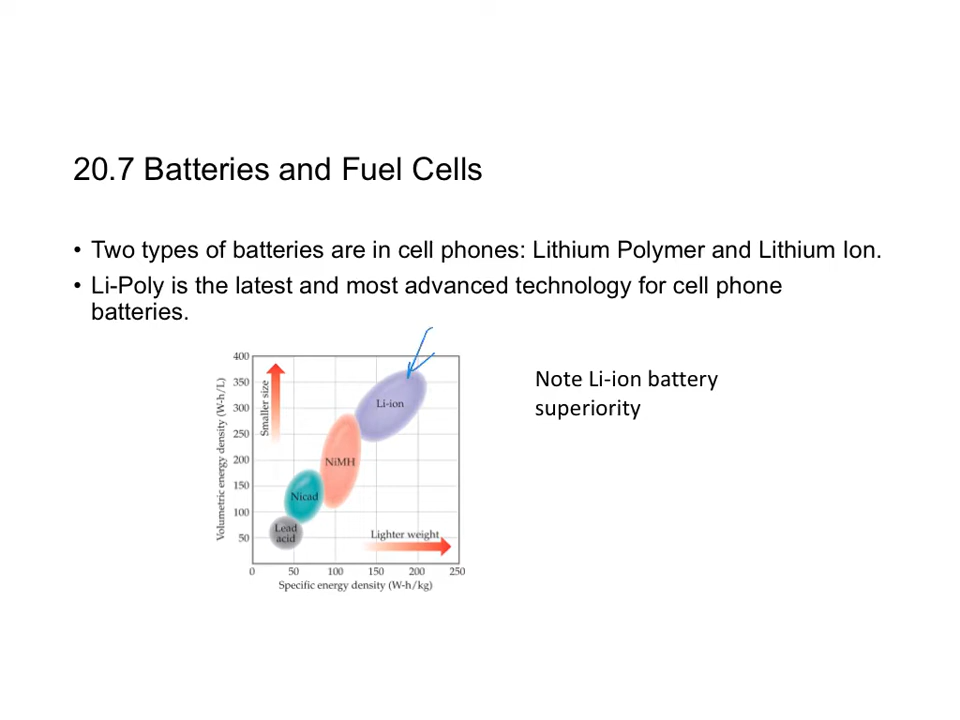 20.7 Batteries and Fuel Cells
• Two types of batteries are in cell phones: Lithium Polymer and Lithium Ion.
• Li-Poly is the latest and most advanced technology for cell phone
batteries.
Note Li-ion battery
superiority
Volumetric energy density (W-h/L)
400
350
300
250
200
150
100
50
Smaller size
Li-ion
NiMH
Nicad
Lead
acid
Lighter weight
0 50 100 150 200 250
Specific energy density (W-h/kg)